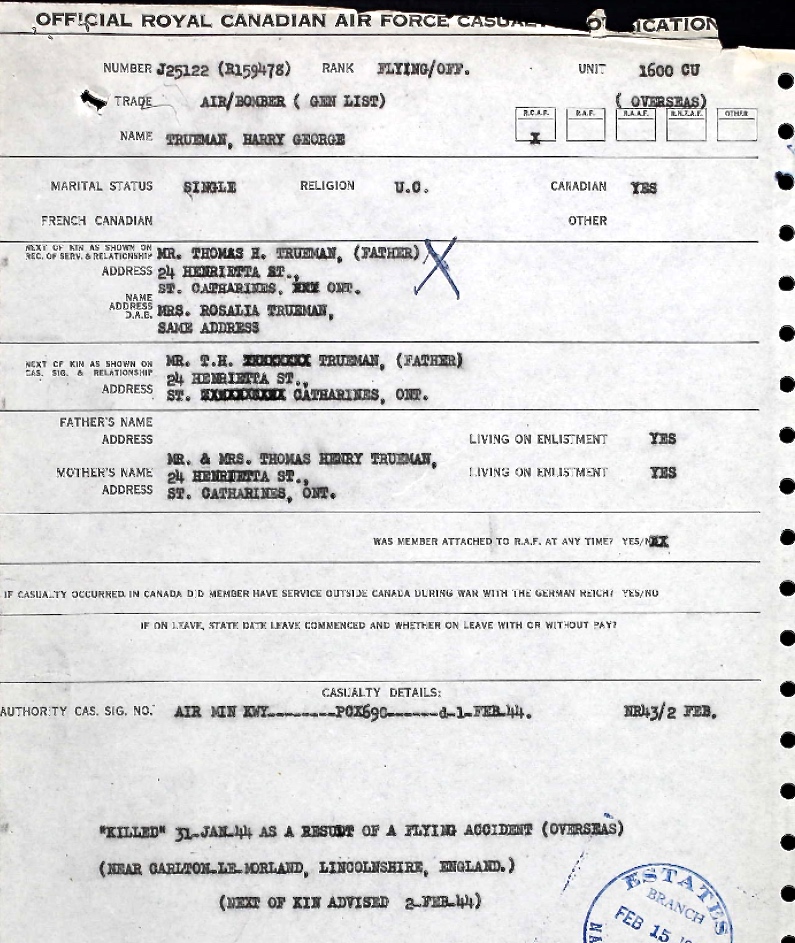 OFFICIAL ROYAL CANADIAN AIR FORCE CASUALTY
NUMBER J25122 (R159478) RANK FLYING/OFF. UNIT 1600 CU
TRADE AIR/BOMBER ( GEN LIST) ( OVERSEAS)
R.C.A.F. R.A.F. R.A.A.F. R.N.Z.A.F. OTHER
NAME TRUEMAN, HARRY GEORGE X
MARITAL STATUS SINGLE RELIGION U.C. CANADIAN YES
FRENCH CANADIAN OTHER
NEXT OF KIN AS SHOWN ON
REC. OF SERV. & RELATIONSHIP MR. THOMAS H. TRUEMAN, (FATHER)
ADDRESS 24 HENRIETTA ST.,
ST. CATHARINES, XXX ONT.
NAME
ADDRESS
D.A.B. MRS. ROSALIA TRUEMAN,
SAME ADDRESS
NEXT OF KIN AS SHOWN ON
CAS. SIG. & RELATIONSHIP MR. T.H. XXXXXXXX TRUEMAN, (FATHER)
24 HENRIETTA ST.,
ADDRESS ST. XXXXXXXXXX CATHARINES, ONT.
FATHER'S NAME
ADDRESS LIVING ON ENLISTMENT YES
MR. & MRS. THOMAS HENRY TRUEMAN,
MOTHER'S NAME 24 HENRIETTA ST., LIVING ON ENLISTMENT YES
ADDRESS ST. CATHARINES, ONT.
WAS MEMBER ATTACHED TO R.A.F. AT ANY TIME? YES/NXX
IF CASUALTY OCCURRED IN CANADA DID MEMBER HAVE SERVICE OUTSIDE CANADA DURING WAR WITH THE GERMAN REICH? YES/NO
IF ON LEAVE, STATE DATE LEAVE COMMENCED AND WHETHER ON LEAVE WITH OR WITHOUT PAY?
CASUALTY DETAILS:
AUTHORITY CAS. SIG. NO. AIR MIN KWY---------POX690------d-1-FEB-44. NR43/2 FEB.
"KILLED" 31-JAN-44 AS A RESULT OF A FLYING ACCIDENT (OVERSEAS)
(NEAR CARLTON-LE-MORLAND, LINCOLNSHIRE, ENGLAND.)
(NEXT OF KIN ADVISED 2-FEB-44)
ESTATES
BRANCH
FEB 15